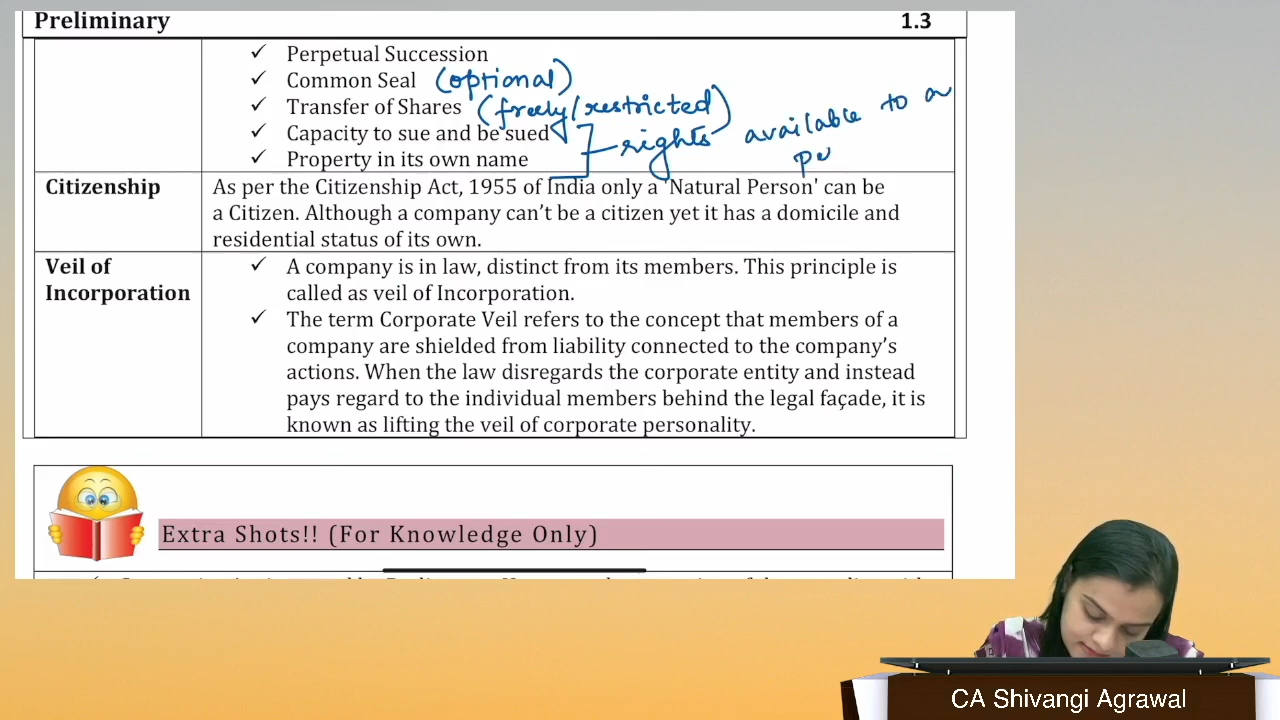 Preliminary 1.3
✓ Perpetual Succession
✓ Common Seal (optional)
✓ Transfer of Shares (freely/restricted)
✓ Capacity to sue and be sued
✓ Property in its own name
rights available to a
pe
Citizenship
As per the Citizenship Act, 1955 of India only a 'Natural Person' can be
a Citizen. Although a company can't be a citizen yet it has a domicile and
residential status of its own.
Veil of
Incorporation
✓ A company is in law, distinct from its members. This principle is
called as veil of Incorporation.
✓ The term Corporate Veil refers to the concept that members of a
company are shielded from liability connected to the company's
actions. When the law disregards the corporate entity and instead
pays regard to the individual members behind the legal façade, it is
known as lifting the veil of corporate personality.
Extra Shots!! (For Knowledge Only)
CA Shivangi Agrawal